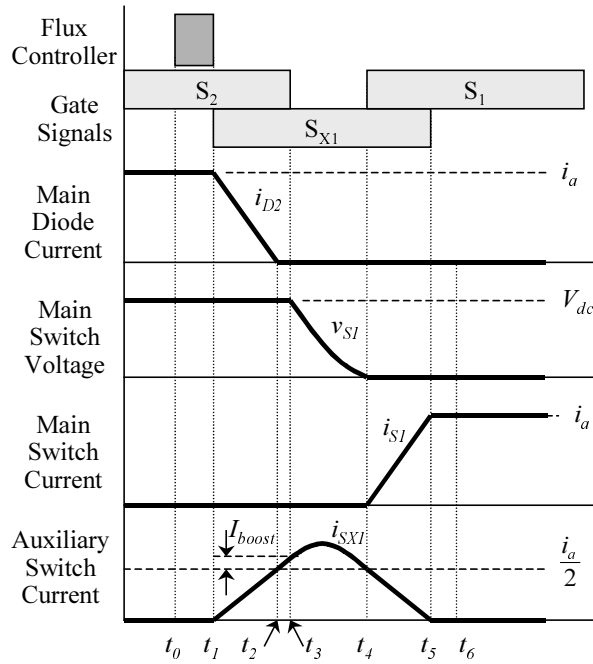 Flux
Controller
S2
S1
Gate
Signals
SX1
ia
iD2
Main
Diode
Current
Vdc
Main
Switch
Voltage
vS1
ia
Main
Switch
Current
iS1
Iboost
iSX1
Auxiliary
Switch
Current
ia
2
t0 t1 t2 t3 t4 t5 t6